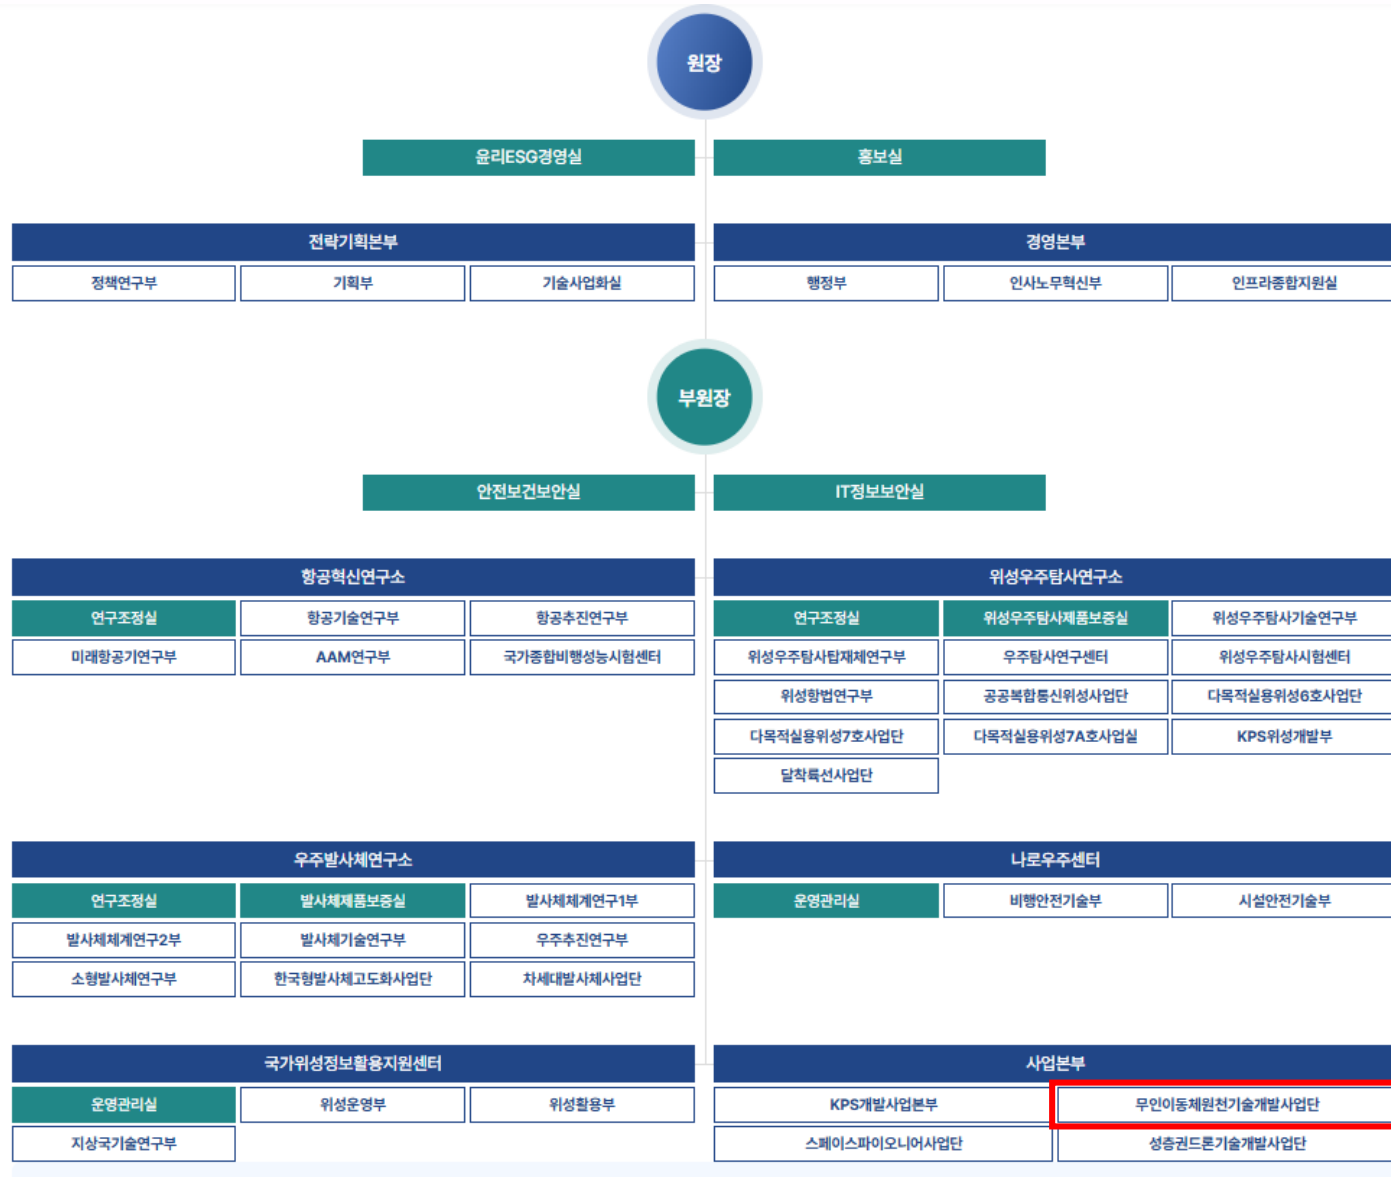 원장
윤리ESG경영실 홍보실
전략기획본부 경영본부
정책연구부 기획부 기술사업화실 행정부 인사노무혁신부 인프라종합지원실
부원장
안전보건보안실 IT정보보안실
항공혁신연구소 위성우주탐사연구소
연구조정실 항공기술연구부 항공추진연구부 연구조정실 위성우주탐사제품보증실 위성우주탐사기술연구부
미래항공기연구부 AAM연구부 국가종합비행성능시험센터 위성우주탐사탑재체연구부 우주탐사연구센터 위성우주탐사시험센터
위성항법연구부 공공복합통신위성사업단 다목적실용위성6호사업단
다목적실용위성7호사업단 다목적실용위성7A호사업실 KPS위성개발부
달착륙선사업단
우주발사체연구소 나로우주센터
연구조정실 발사체제품보증실 발사체체계연구1부 운영관리실 비행안전기술부 시설안전기술부
발사체체계연구2부 발사체기술연구부 우주추진연구부
소형발사체연구부 한국형발사체고도화사업단 차세대발사체사업단
국가위성정보활용지원센터 사업본부
운영관리실 위성운영부 위성활용부 KPS개발사업본부 무인이동체원천기술개발사업단
지상국기술연구부 스페이스파이오니어사업단 성층권드론기술개발사업단